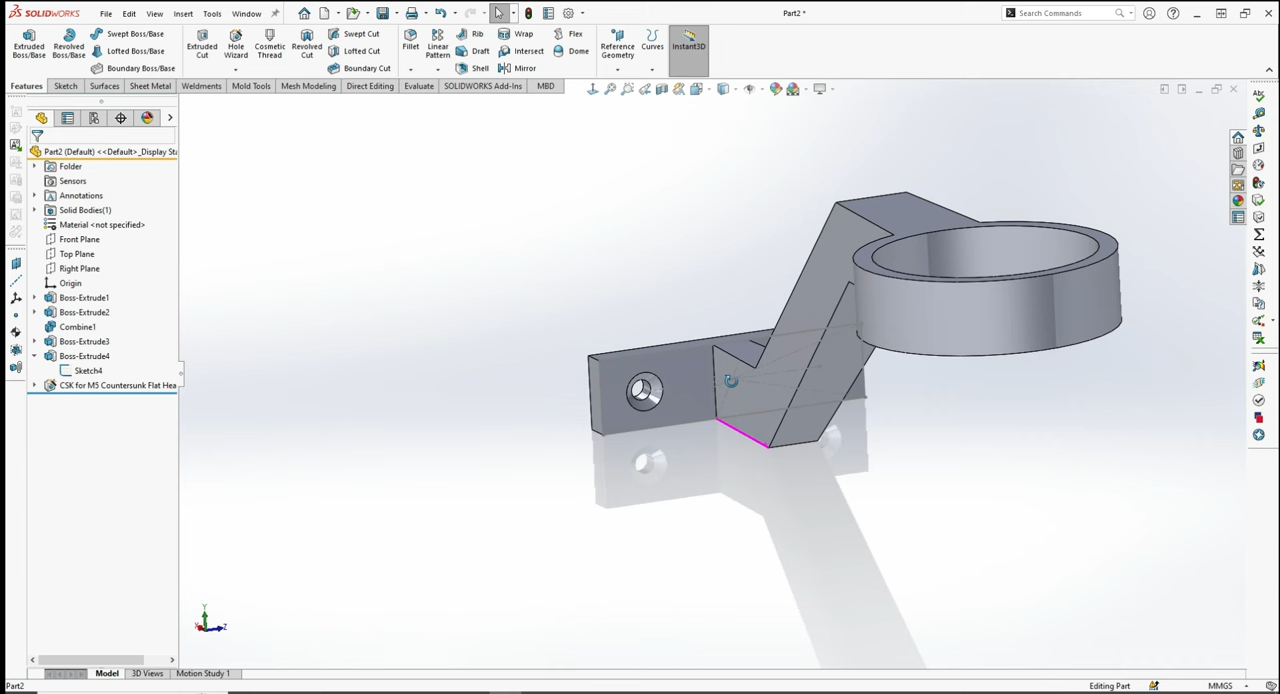 SOLIDWORKS File Edit View Insert Tools Window Part2 * Search Commands
Extruded Boss/Base
Revolved Boss/Base
Swept Boss/Base
Lofted Boss/Base
Boundary Boss/Base
Extruded Cut
Hole Wizard
Cosmetic Thread
Revolved Cut
Swept Cut
Lofted Cut
Boundary Cut
Fillet
Linear Pattern
Rib
Draft
Shell
Wrap
Intersect
Mirror
Flex
Dome
Reference Geometry
Curves
Instant3D
Features Sketch Surfaces Sheet Metal Weldments Mold Tools Mesh Modeling Direct Editing Evaluate SOLIDWORKS Add-Ins MBD
Part2 (Default) <<Default>_Display Sta
Folder
Sensors
Annotations
Solid Bodies(1)
Material <not specified>
Front Plane
Top Plane
Right Plane
Origin
Boss-Extrude1
Boss-Extrude2
Combine1
Boss-Extrude3
Boss-Extrude4
Sketch4
CSK for M5 Countersunk Flat Hea
Y
X
Z
Model 3D Views Motion Study 1
Part2 Editing Part MMGS